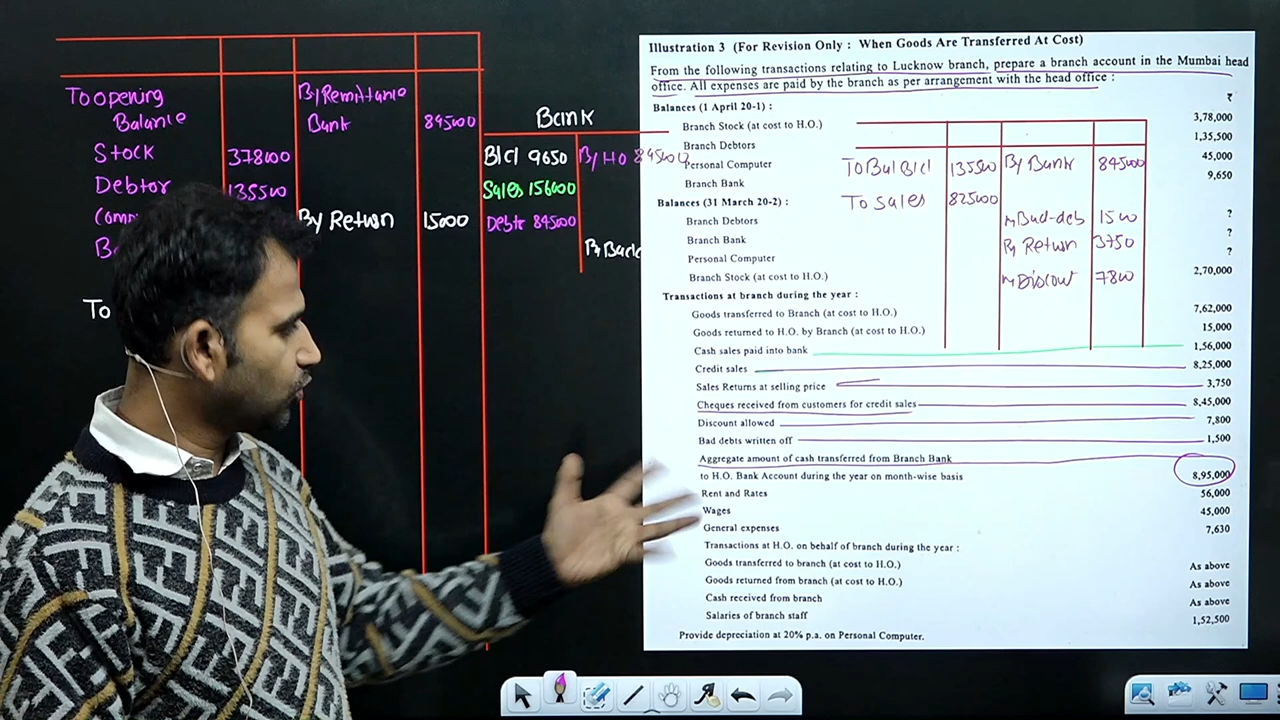 To opening
Balance
Stock 378000
Debtor 135500
To
By Remittance
Bank 895000
By Return 15000
Bank
B/C/ 9650 By HO 895000
Sales 156000
Debtr 845000
Illustration 3 (For Revision Only : When Goods Are Transferred At Cost)
From the following transactions relating to Lucknow branch, prepare a branch account in the Mumbai head
office. All expenses are paid by the branch as per arrangement with the head office :
Balances (1 April 20-1) : ₹
Branch Stock (at cost to H.O.) 3,78,000
Branch Debtors 1,35,500
Personal Computer 45,000
Branch Bank 9,650
Balances (31 March 20-2) :
Branch Debtors ?
Branch Bank ?
Personal Computer ?
Branch Stock (at cost to H.O.) 2,70,000
Transactions at branch during the year :
Goods transferred to Branch (at cost to H.O.) 7,62,000
Goods returned to H.O. by Branch (at cost to H.O.) 15,000
Cash sales paid into bank 1,56,000
Credit sales 8,25,000
Sales Returns at selling price 3,750
Cheques received from customers for credit sales 8,45,000
Discount allowed 7,800
Bad debts written off 1,500
Aggregate amount of cash transferred from Branch Bank
to H.O. Bank Account during the year on month-wise basis 8,95,000
Rent and Rates 56,000
Wages 45,000
General expenses 7,630
Transactions at H.O. on behalf of branch during the year :
Goods transferred to branch (at cost to H.O.) As above
Goods returned from branch (at cost to H.O.) As above
Cash received from branch As above
Salaries of branch staff 1,52,500
Provide depreciation at 20% p.a. on Personal Computer.
To Bal B/C/ 135500 By Bank 845000
To Sales 825000
By Bad-deb 1500
By Return 3750
By Discout 7800